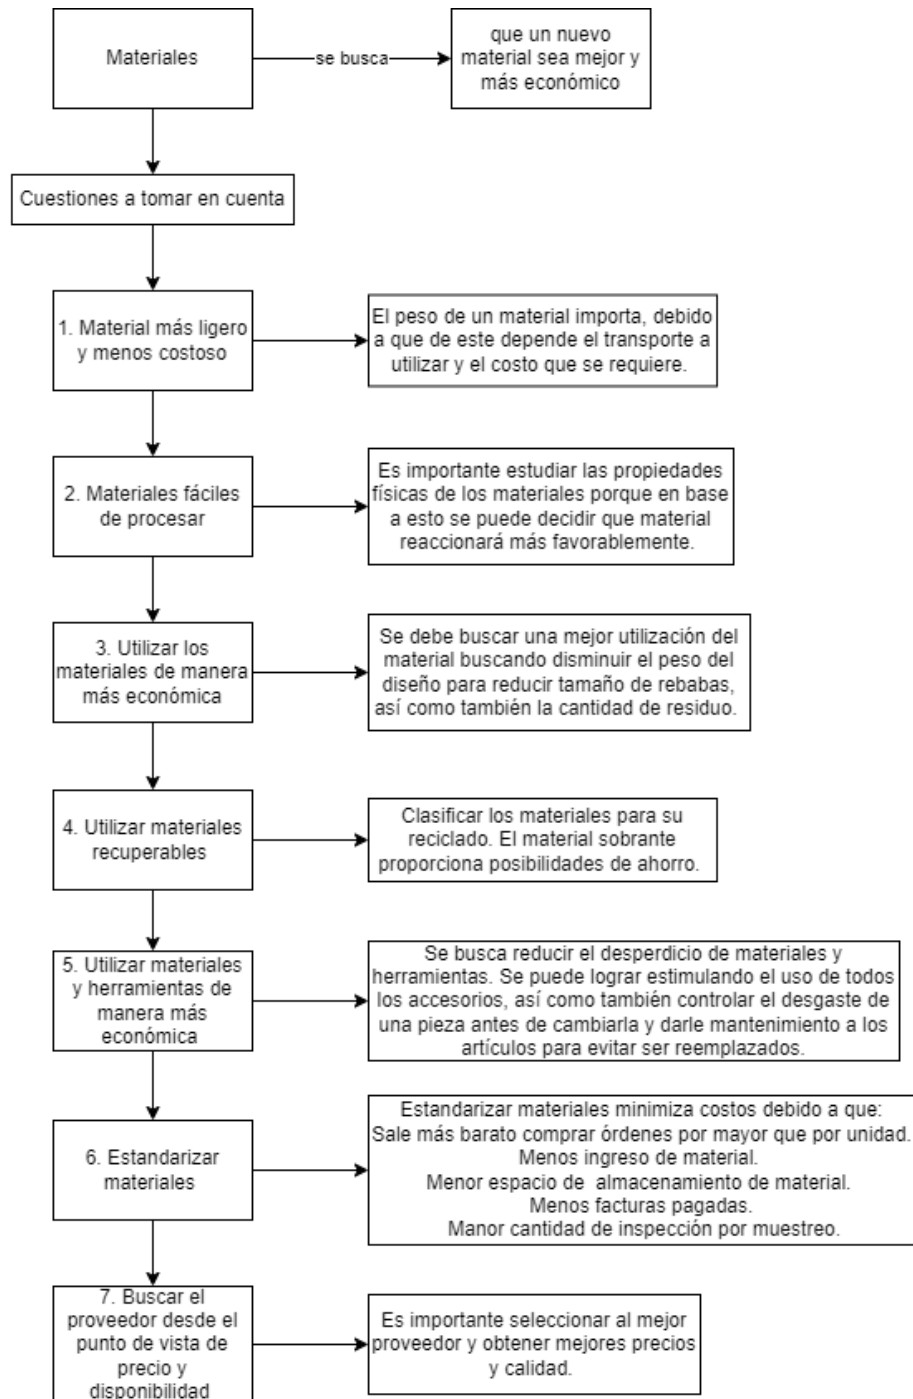 Materiales
se busca
que un nuevo
material sea mejor y
más económico
Cuestiones a tomar en cuenta
1. Material más ligero
y menos costoso
El peso de un material importa, debido
a que de este depende el transporte a
utilizar y el costo que se requiere.
2. Materiales fáciles
de procesar
Es importante estudiar las propiedades
físicas de los materiales porque en base
a esto se puede decidir que material
reaccionará más favorablemente.
3. Utilizar los
materiales de manera
más económica
Se debe buscar una mejor utilización del
material buscando disminuir el peso del
diseño para reducir tamaño de rebabas,
así como también la cantidad de residuo.
4. Utilizar materiales
recuperables
Clasificar los materiales para su
reciclado. El material sobrante
proporciona posibilidades de ahorro.
5. Utilizar materiales
y herramientas de
manera más
económica
Se busca reducir el desperdicio de materiales y
herramientas. Se puede lograr estimulando el uso de todos
los accesorios, así como también controlar el desgaste de
una pieza antes de cambiarla y darle mantenimiento a los
artículos para evitar ser reemplazados.
6. Estandarizar
materiales
Estandarizar materiales minimiza costos debido a que:
Sale más barato comprar órdenes por mayor que por unidad.
Menos ingreso de material.
Menor espacio de almacenamiento de material.
Menos facturas pagadas.
Manor cantidad de inspección por muestreo.
7. Buscar el
proveedor desde el
punto de vista de
precio y
disponibilidad
Es importante seleccionar al mejor
proveedor y obtener mejores precios
y calidad.